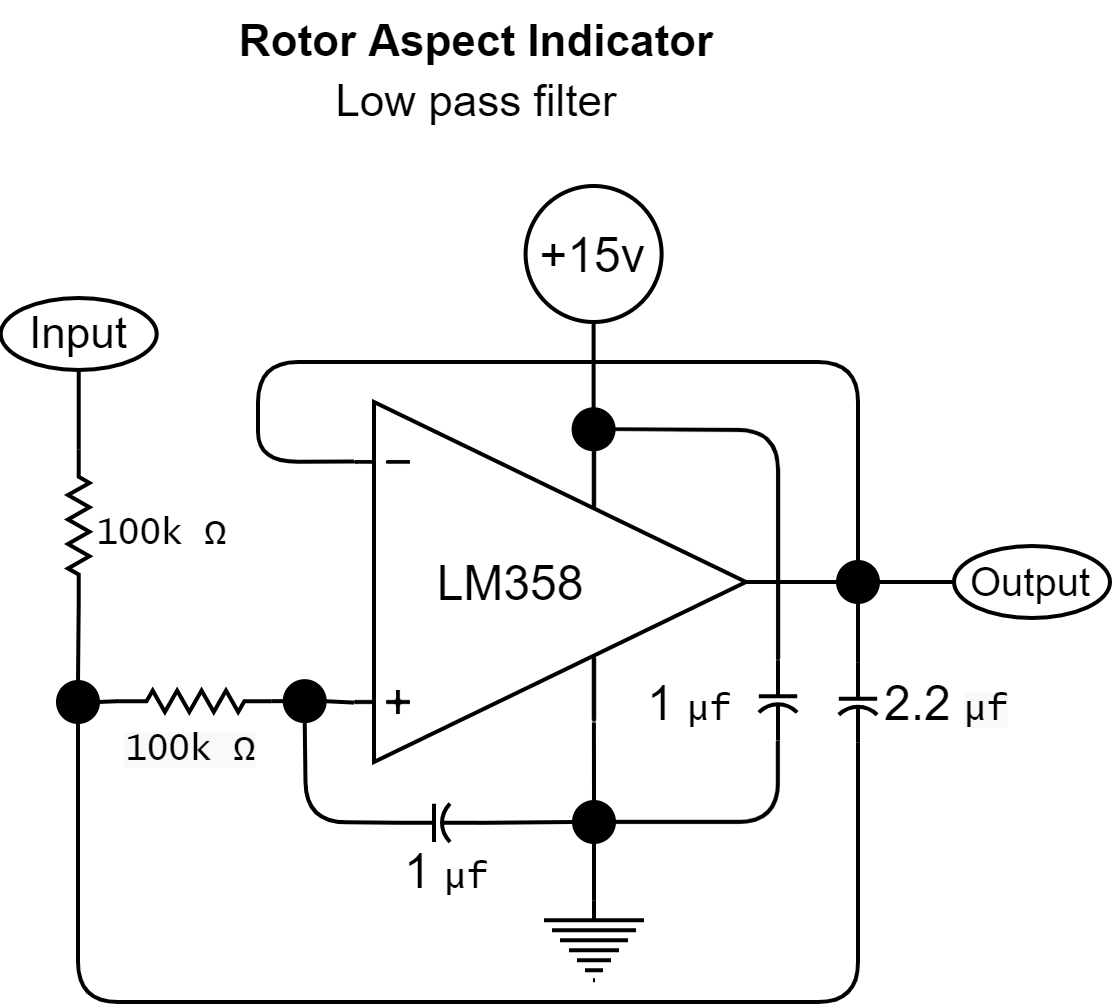 Rotor Aspect Indicator
Low pass filter
+15v
Input
−
100k Ω
LM358
Output
+
100k Ω
1 µf
2.2 µf
1 µf